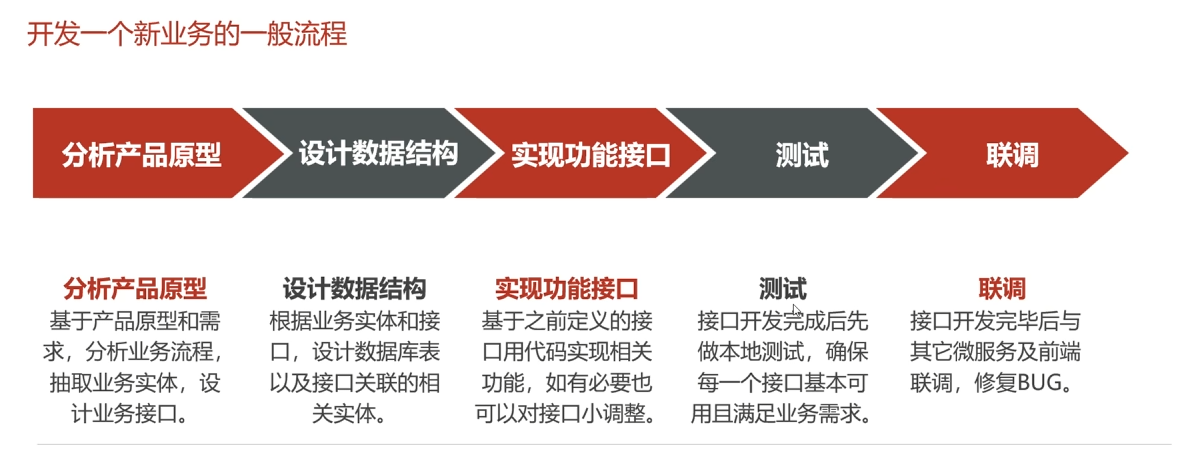 开发一个新业务的一般流程
分析产品原型
设计数据结构
实现功能接口
测试
联调
分析产品原型
基于产品原型和需
求，分析业务流程，
抽取业务实体，设
计业务接口。
设计数据结构
根据业务实体和接
口，设计数据库表
以及接口关联的相
关实体。
实现功能接口
基于之前定义的接
口用代码实现相关
功能，如有必要也
可以对接口小调整。
测试
接口开发完成后先
做本地测试，确保
每一个接口基本可
用且满足业务需求。
联调
接口开发完毕后与
其它微服务及前端
联调，修复BUG。